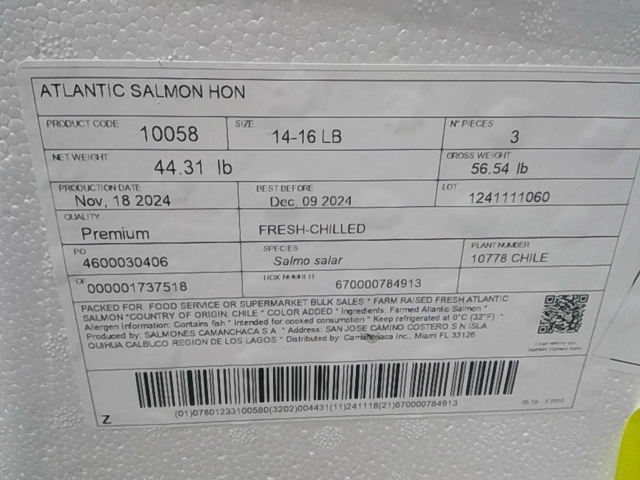 ATLANTIC SALMON HON
PRODUCT CODE 10058 SIZE 14-16 LB N° PIECES 3
NET WEIGHT 44.31 lb GROSS WEIGHT 56.54 lb
PRODUCTION DATE Nov, 18 2024 BEST BEFORE Dec, 09 2024 LOT 1241111060
QUALITY Premium FRESH-CHILLED
PO 4600030406 SPECIES Salmo salar PLANT NUMBER 10778 CHILE
OF 000001737518 BOX NUMBER 670000784913
PACKED FOR FOOD SERVICE OR SUPERMARKET BULK SALES * FARM RAISED FRESH ATLANTIC
SALMON *COUNTRY OF ORIGIN: CHILE * COLOR ADDED * Ingredients: Farmed Atlantic Salmon *
Allergen Information: Contains fish * Intended for cooked consumption * Keep refrigerated at 0°C (32°F) *
Produced by: SALMONES CAMANCHACA S A * Address: SAN JOSE CAMINO COSTERO S N ISLA
QUIHUA CALBUCO REGION DE LOS LAGOS * Distributed by: Camanchaca Inc., Miami FL 33126
(01)07801233100580(3202)004431(11)241118(21)670000784913
Z